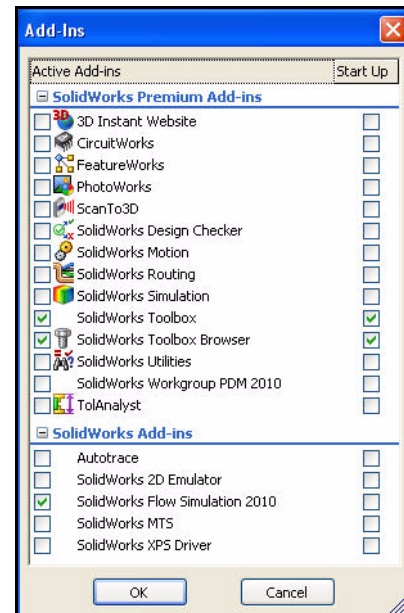 Add-Ins
Active Add-ins Start Up
SolidWorks Premium Add-ins
3D Instant Website
CircuitWorks
FeatureWorks
PhotoWorks
ScanTo3D
SolidWorks Design Checker
SolidWorks Motion
SolidWorks Routing
SolidWorks Simulation
SolidWorks Toolbox
SolidWorks Toolbox Browser
SolidWorks Utilities
SolidWorks Workgroup PDM 2010
TolAnalyst
SolidWorks Add-ins
Autotrace
SolidWorks 2D Emulator
SolidWorks Flow Simulation 2010
SolidWorks MTS
SolidWorks XPS Driver
OK Cancel